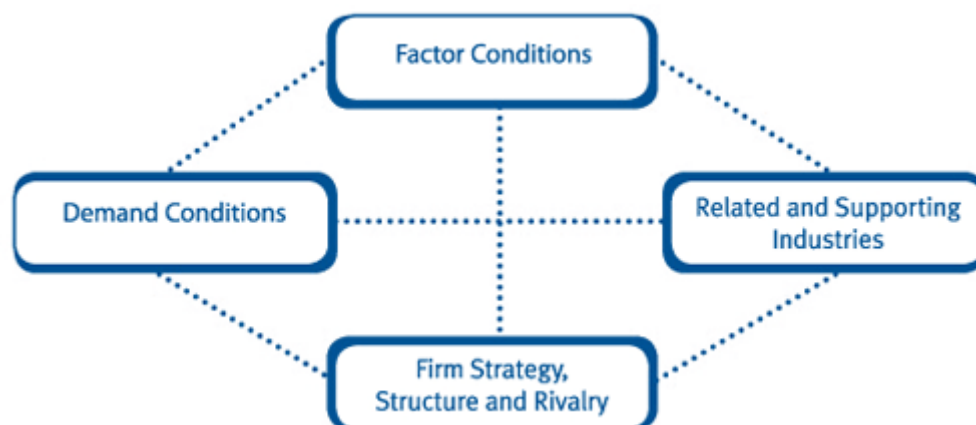 Factor Conditions
Demand Conditions
Related and Supporting
Industries
Firm Strategy,
Structure and Rivalry